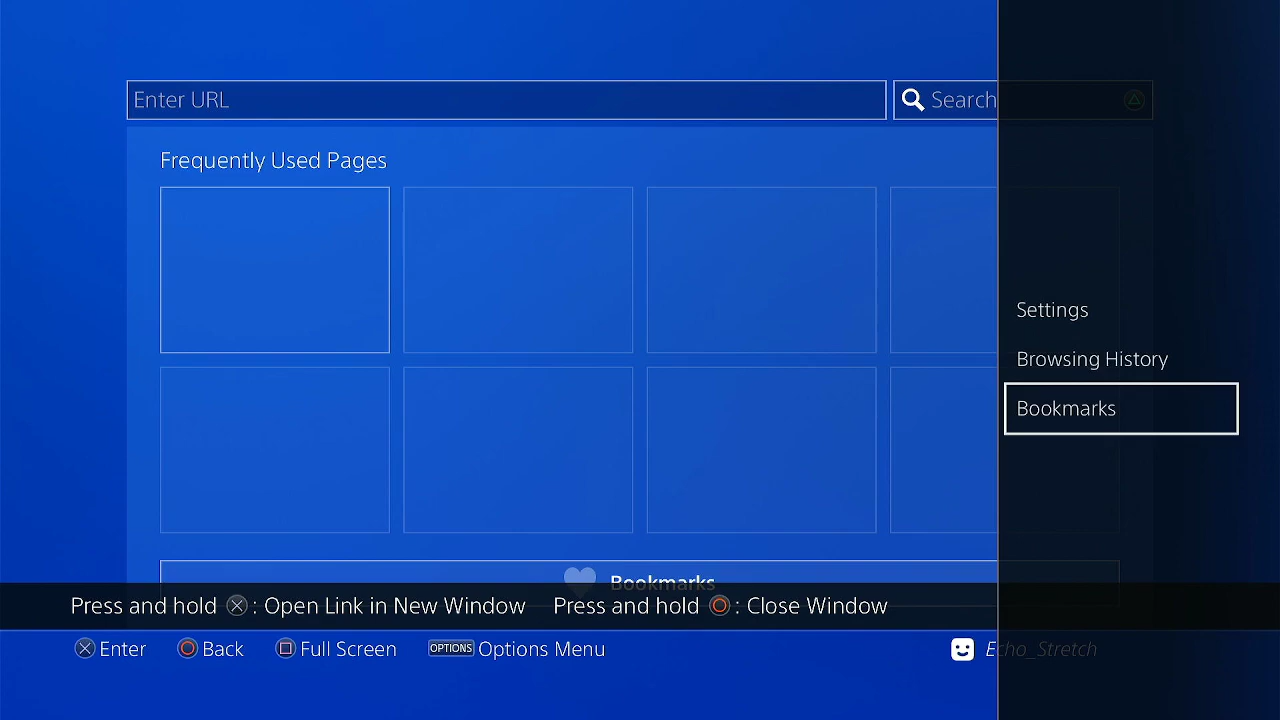 Enter URL
Search
Frequently Used Pages
Settings
Browsing History
Bookmarks
Bookmarks
Press and hold : Open Link in New Window Press and hold : Close Window
Enter Back Full Screen OPTIONS Options Menu
Echo_Stretch